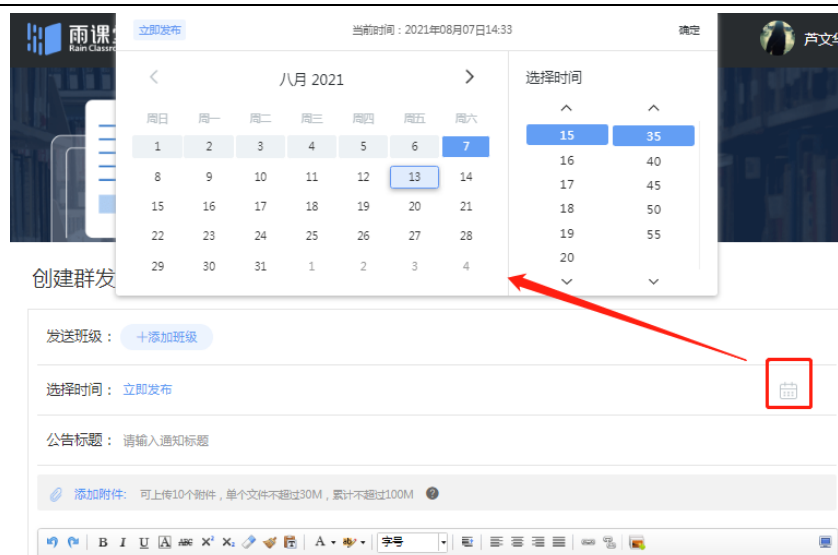 雨课
Rain Classro
立即发布 当前时间：2021年08月07日14:33 确定
芦文华
八月 2021
选择时间
周日 周一 周二 周三 周四 周五 周六
1 2 3 4 5 6 7
15 35
8 9 10 11 12 13 14
16 40
17 45
15 16 17 18 19 20 21
18 50
22 23 24 25 26 27 28
19 55
20
29 30 31 1 2 3 4
创建群发
发送班级： ＋添加班级
选择时间： 立即发布
公告标题： 请输入通知标题
添加附件: 可上传10个附件，单个文件不超过30M，累计不超过100M ?
B I U A ABC X² X₂ A ab 字号